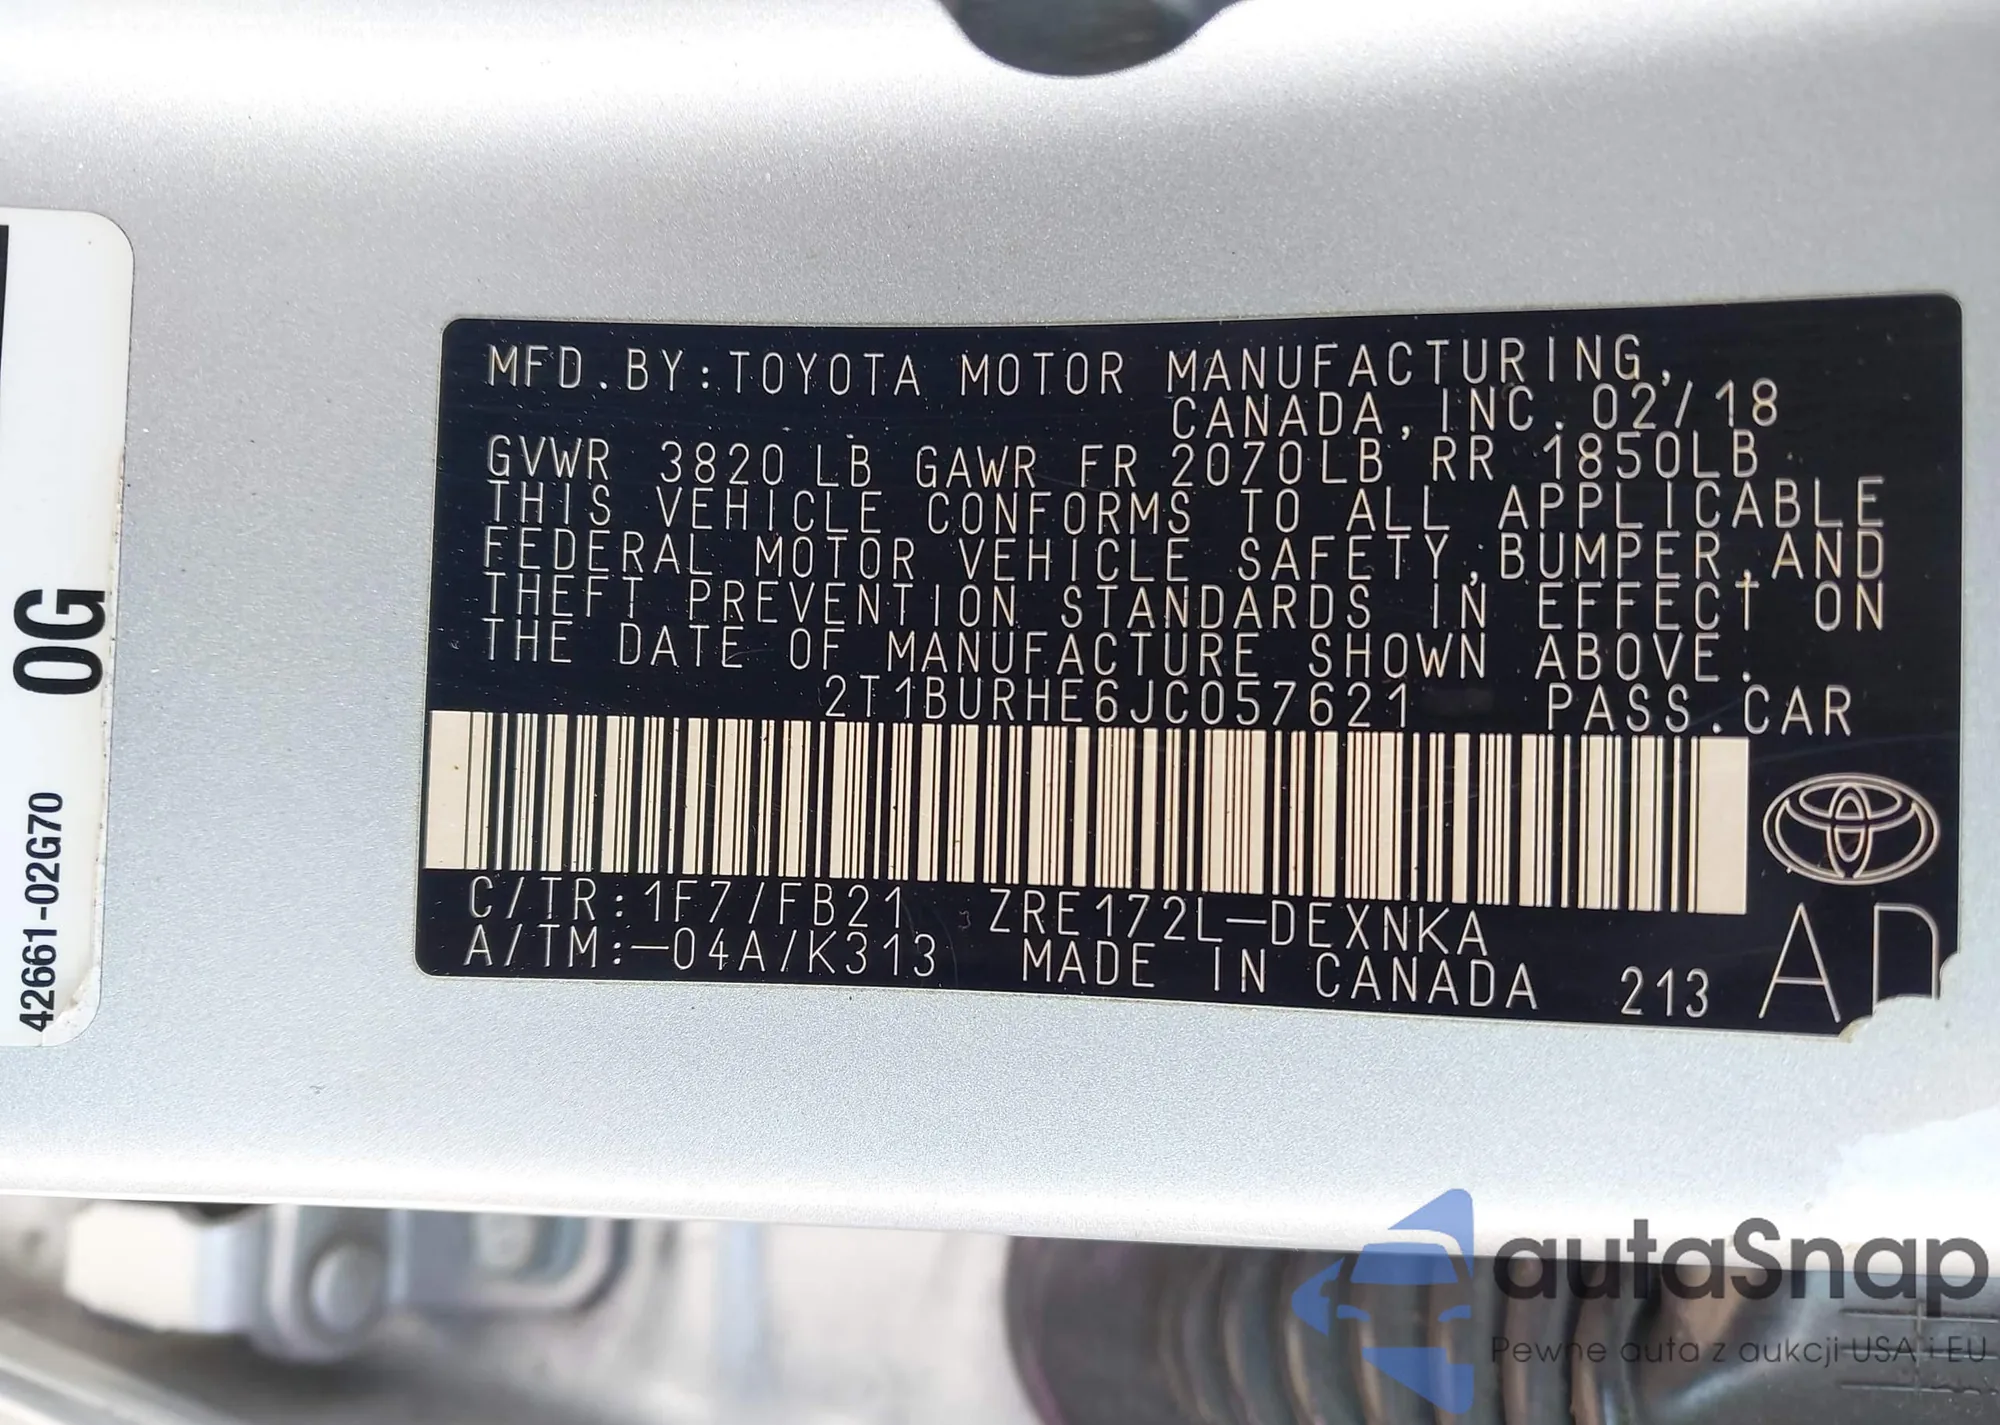 MFD.BY:TOYOTA MOTOR MANUFACTURING,
CANADA,INC. 02/18
GVWR 3820 LB GAWR FR 2070LB RR 1850LB
THIS VEHICLE CONFORMS TO ALL APPLICABLE
FEDERAL MOTOR VEHICLE SAFETY,BUMPER,AND
THEFT PREVENTION STANDARDS IN EFFECT ON
THE DATE OF MANUFACTURE SHOWN ABOVE.
2T1BURHE6JC057621 PASS.CAR
C/TR:1F7/FB21 ZRE172L-DEXNKA
A/TM:-04A/K313 MADE IN CANADA 213
AD
0G
42661-02G70
autaSnap
Pewne auta z aukcji USA i EU